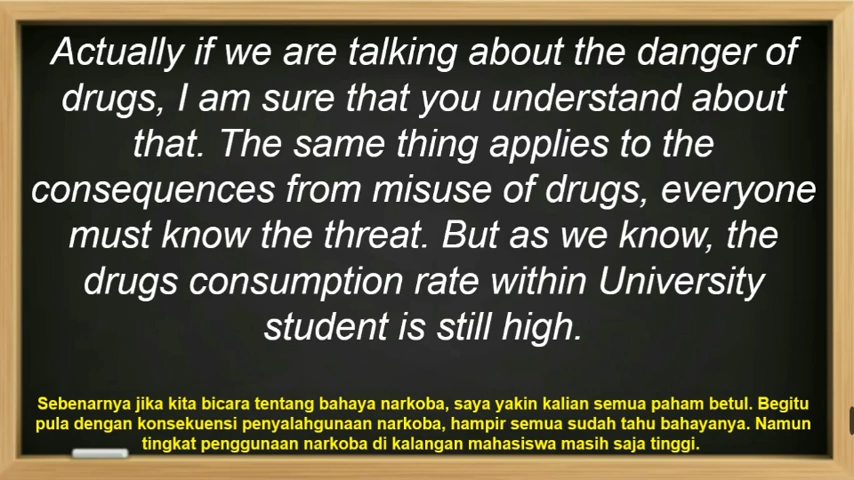 Actually if we are talking about the danger of
drugs, I am sure that you understand about
that. The same thing applies to the
consequences from misuse of drugs, everyone
must know the threat. But as we know, the
drugs consumption rate within University
student is still high.
Sebenarnya jika kita bicara tentang bahaya narkoba, saya yakin kalian semua paham betul. Begitu
pula dengan konsekuensi penyalahgunaan narkoba, hampir semua sudah tahu bahayanya. Namun
tingkat penggunaan narkoba di kalangan mahasiswa masih saja tinggi.